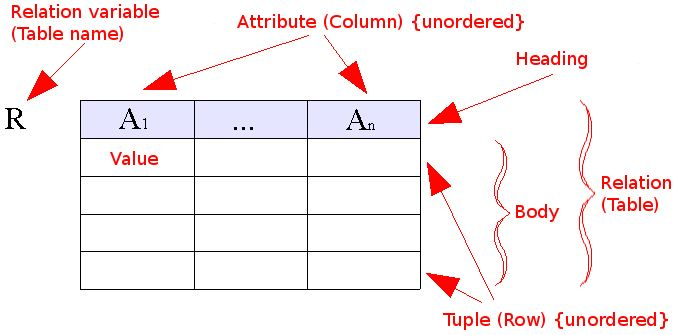 Relation variable
(Table name)
Attribute (Column) {unordered}
Heading
R
A1
...
An
Value
Relation
(Table)
Body
Tuple (Row) {unordered}